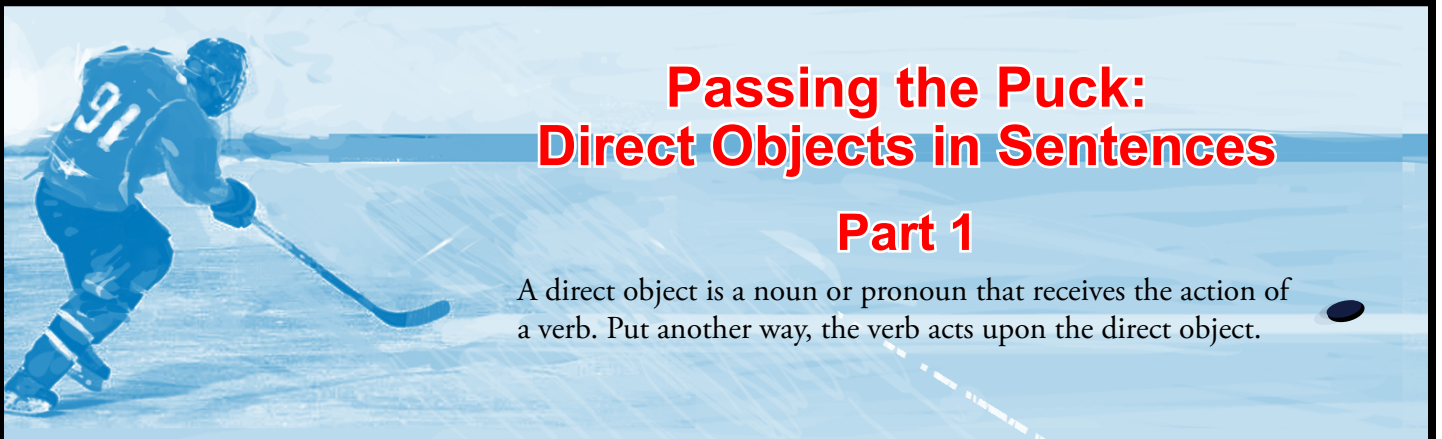 91
Passing the Puck:
Direct Objects in Sentences
Part 1
A direct object is a noun or pronoun that receives the action of
a verb. Put another way, the verb acts upon the direct object.